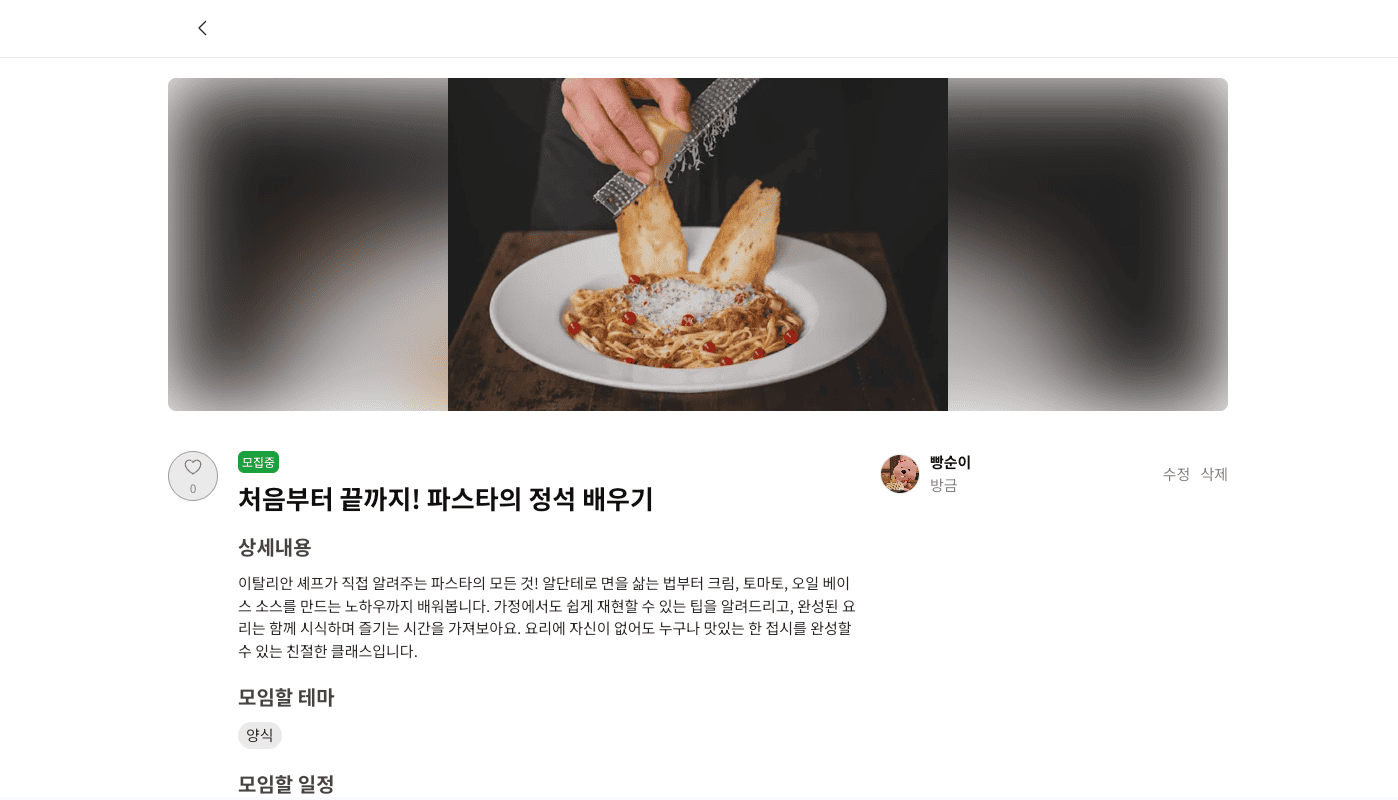 모집중
처음부터 끝까지! 파스타의 정석 배우기
0
빵순이
방금
수정 삭제
상세내용
이탈리안 셰프가 직접 알려주는 파스타의 모든 것! 알단테로 면을 삶는 법부터 크림, 토마토, 오일 베이
스 소스를 만드는 노하우까지 배워봅니다. 가정에서도 쉽게 재현할 수 있는 팁을 알려드리고, 완성된 요
리는 함께 시식하며 즐기는 시간을 가져보아요. 요리에 자신이 없어도 누구나 맛있는 한 접시를 완성할
수 있는 친절한 클래스입니다.
모임할 테마
양식
모임할 일정